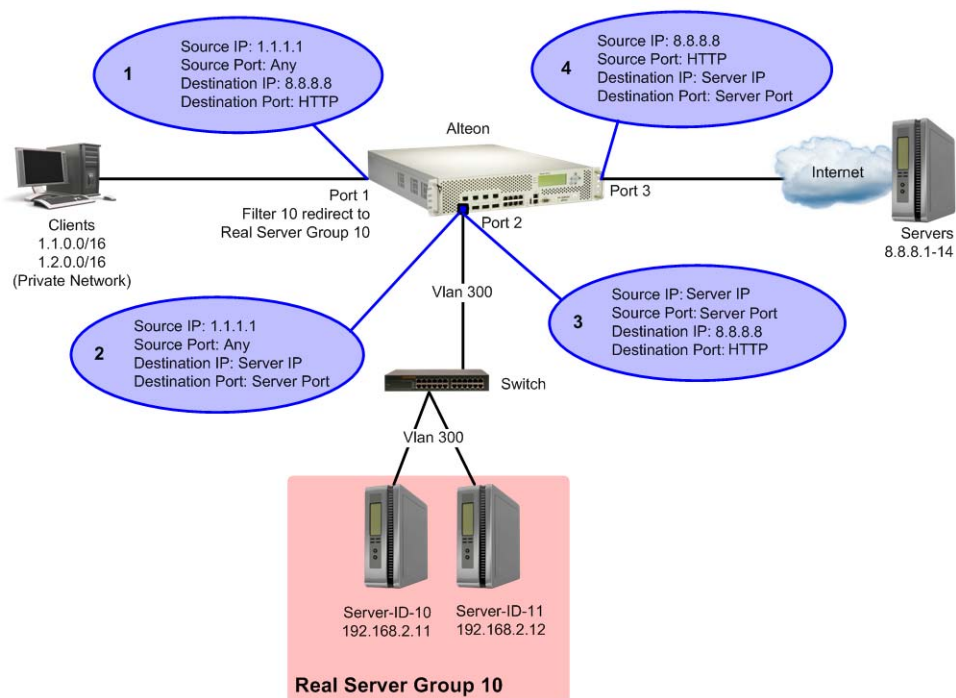 1
Source IP: 1.1.1.1
Source Port: Any
Destination IP: 8.8.8.8
Destination Port: HTTP
4
Source IP: 8.8.8.8
Source Port: HTTP
Destination IP: Server IP
Destination Port: Server Port
Alteon
Internet
Port 1
Filter 10 redirect to
Real Server Group 10
Port 2
Port 3
Clients
1.1.0.0/16
1.2.0.0/16
(Private Network)
Servers
8.8.8.1-14
Vlan 300
2
Source IP: 1.1.1.1
Source Port: Any
Destination IP: Server IP
Destination Port: Server Port
3
Source IP: Server IP
Source Port: Server Port
Destination IP: 8.8.8.8
Destination Port: HTTP
Switch
Vlan 300
Server-ID-10
192.168.2.11
Server-ID-11
192.168.2.12
Real Server Group 10